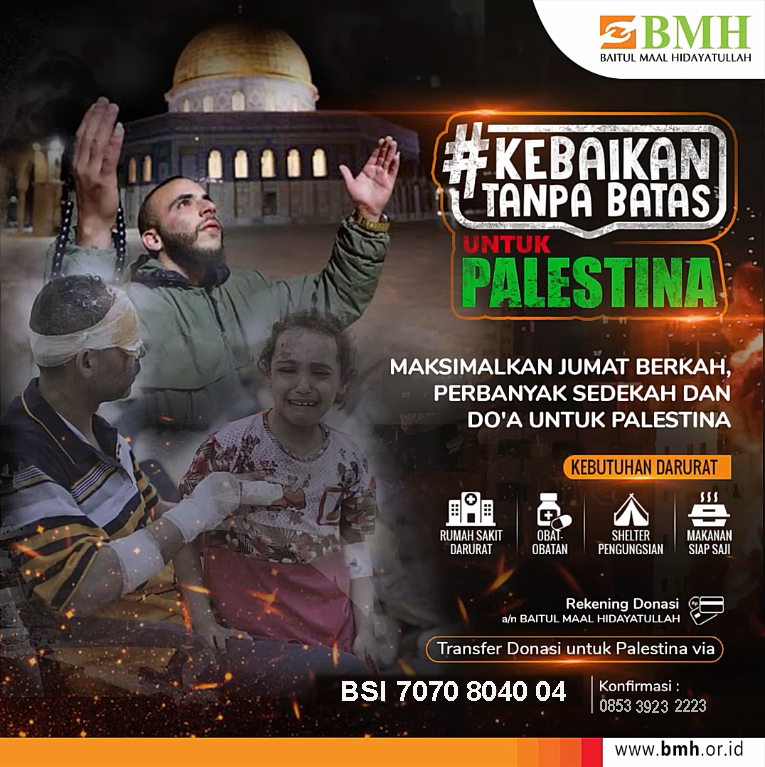 BMH
BAITUL MAAL HIDAYATULLAH
#KEBAIKAN
TANPA BATAS
UNTUK
PALESTINA
MAKSIMALKAN JUMAT BERKAH,
PERBANYAK SEDEKAH DAN
DO'A UNTUK PALESTINA
KEBUTUHAN DARURAT
RUMAH SAKIT
DARURAT
OBAT-
OBATAN
SHELTER
PENGUNGSIAN
MAKANAN
SIAP SAJI
Rekening Donasi
a/n BAITUL MAAL HIDAYATULLAH
Rp
Transfer Donasi untuk Palestina via
BSI 7070 8040 04
Konfirmasi :
0853 3923 2223
www.bmh.or.id